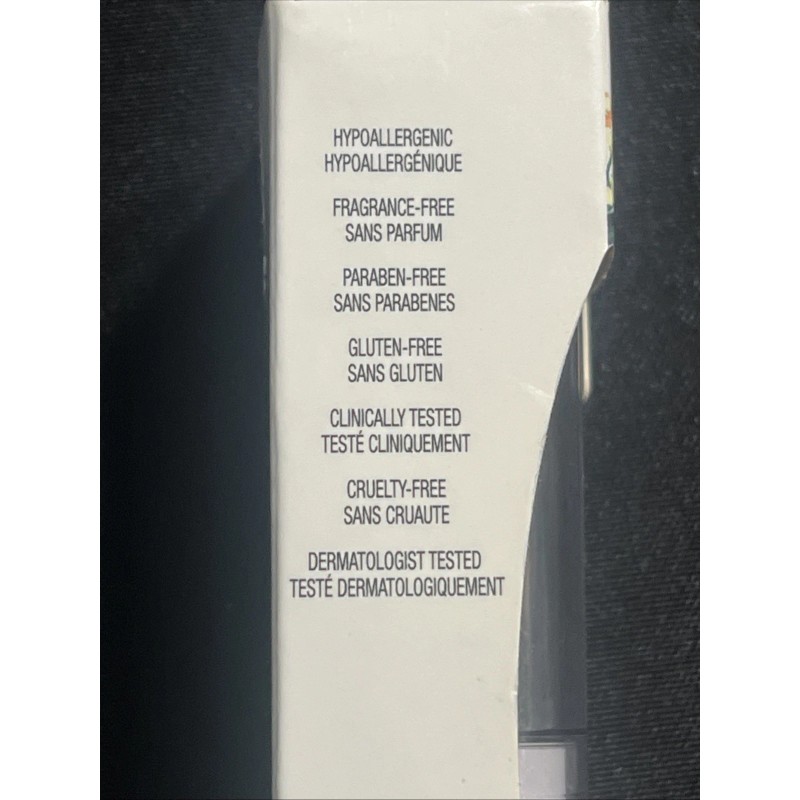 HYPOALLERGENIC
HYPOALLERGÉNIQUE
FRAGRANCE-FREE
SANS PARFUM
PARABEN-FREE
SANS PARABENES
GLUTEN-FREE
SANS GLUTEN
CLINICALLY TESTED
TESTÉ CLINIQUEMENT
CRUELTY-FREE
SANS CRUAUTE
DERMATOLOGIST TESTED
TESTÉ DERMATOLOGIQUEMENT